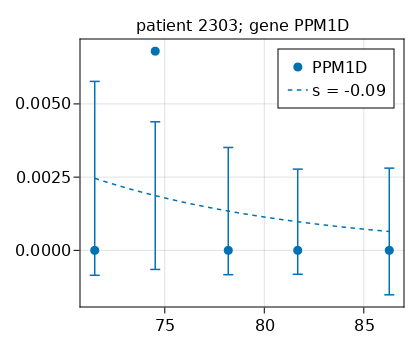 patient 2303; gene PPM1D
PPM1D
s = -0.09
0.0050
0.0025
0.0000
75
80
85